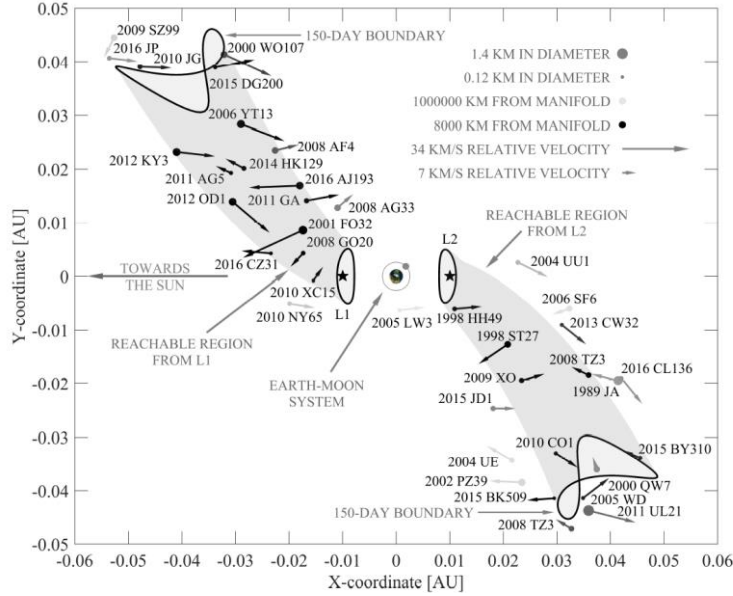 2009 SZ99
2016 JP
2010 JG
2000 WO107
2015 DG200
150-DAY BOUNDARY
1.4 KM IN DIAMETER
0.12 KM IN DIAMETER
1000000 KM FROM MANIFOLD
8000 KM FROM MANIFOLD
34 KM/S RELATIVE VELOCITY
7 KM/S RELATIVE VELOCITY
2006 YT13
2008 AF4
2012 KY3
2014 HK129
2011 AG5
2016 AJ193
2012 OD1
2011 GA
2008 AG33
2001 FO32
2008 GO20
2016 CZ31
2010 XC15
2010 NY65
TOWARDS
THE SUN
REACHABLE REGION
FROM L1
L1
EARTH-MOON
SYSTEM
2005 LW3
L2
REACHABLE REGION
FROM L2
2004 UU1
2006 SF6
1998 HH49
2013 CW32
1998 ST27
2008 TZ3
2016 CL136
2009 XO
1989 JA
2015 JD1
2010 CO1
2015 BY310
2004 UE
2002 PZ39
2000 QW7
2015 BK509
2005 WD
150-DAY BOUNDARY
2011 UL21
2008 TZ3
Y-coordinate [AU]
0.05
0.04
0.03
0.02
0.01
0
-0.01
-0.02
-0.03
-0.04
-0.05
-0.06
-0.05
-0.04
-0.03
-0.02
-0.01
0
0.01
0.02
0.03
0.04
0.05
0.06
X-coordinate [AU]